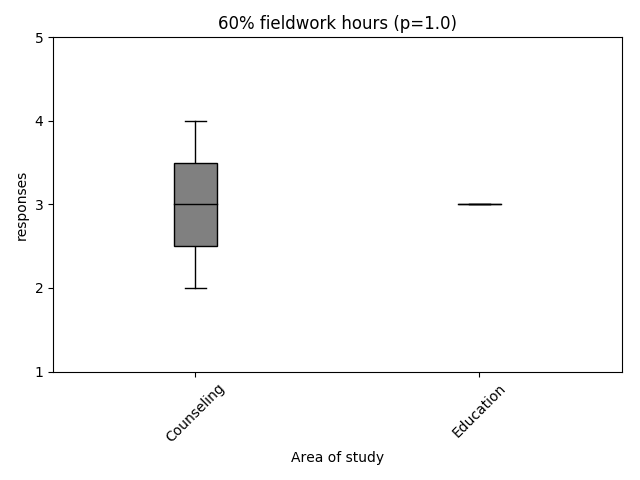 60% fieldwork hours (p=1.0)
5
4
3
2
1
responses
Counseling
Education
Area of study